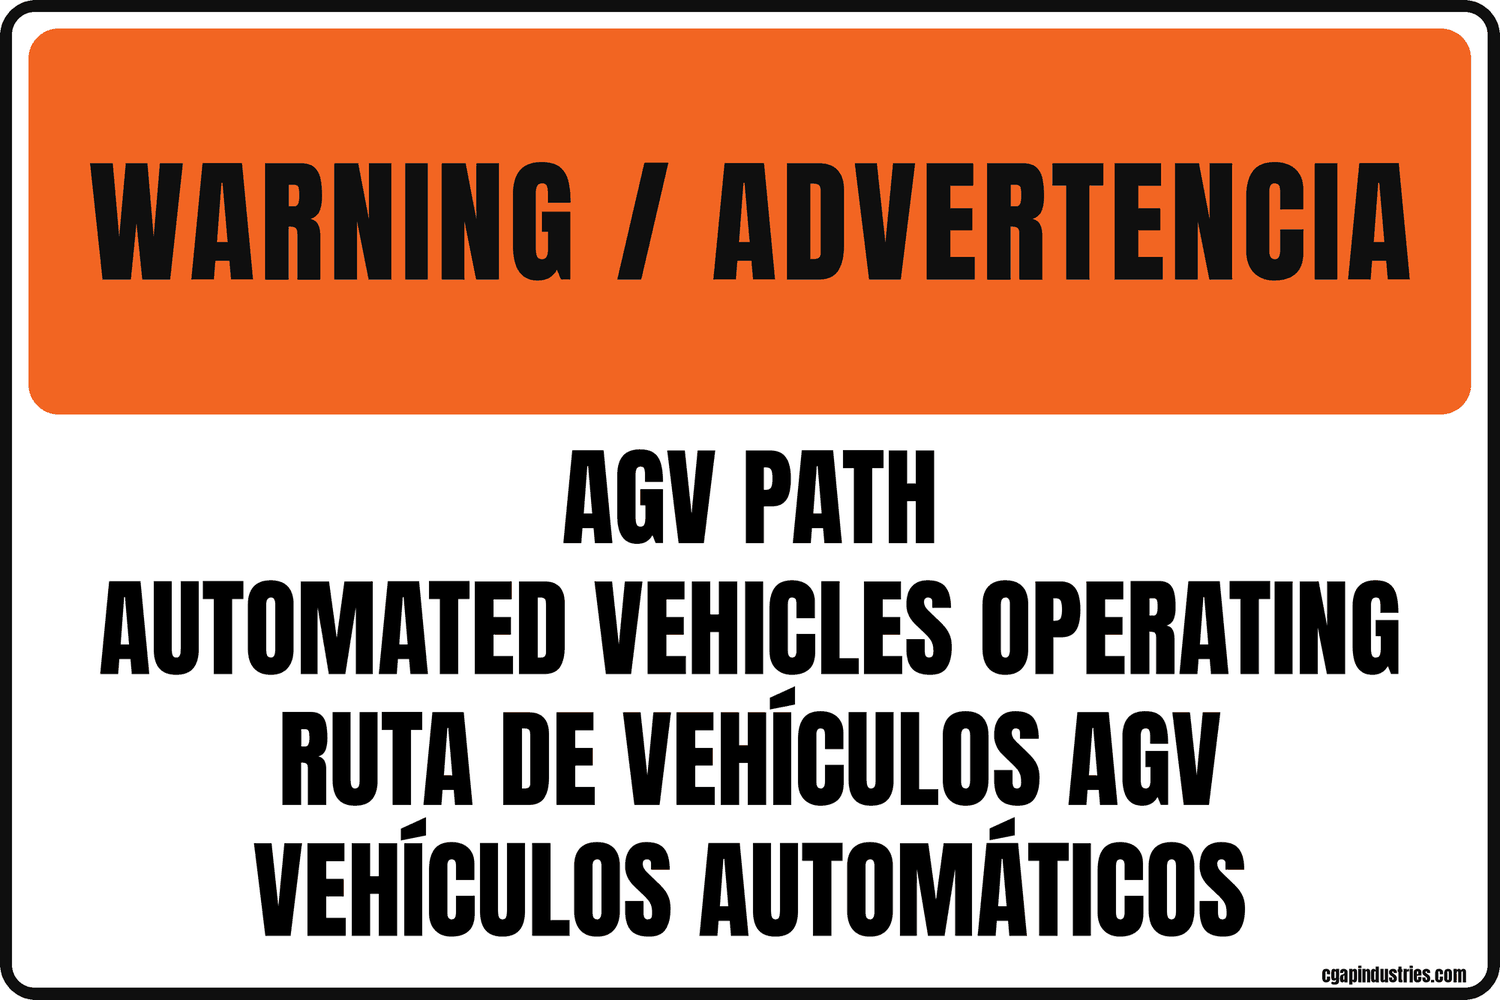 WARNING / ADVERTENCIA
AGV PATH
AUTOMATED VEHICLES OPERATING
RUTA DE VEHÍCULOS AGV
VEHÍCULOS AUTOMÁTICOS
cgapindustries.com